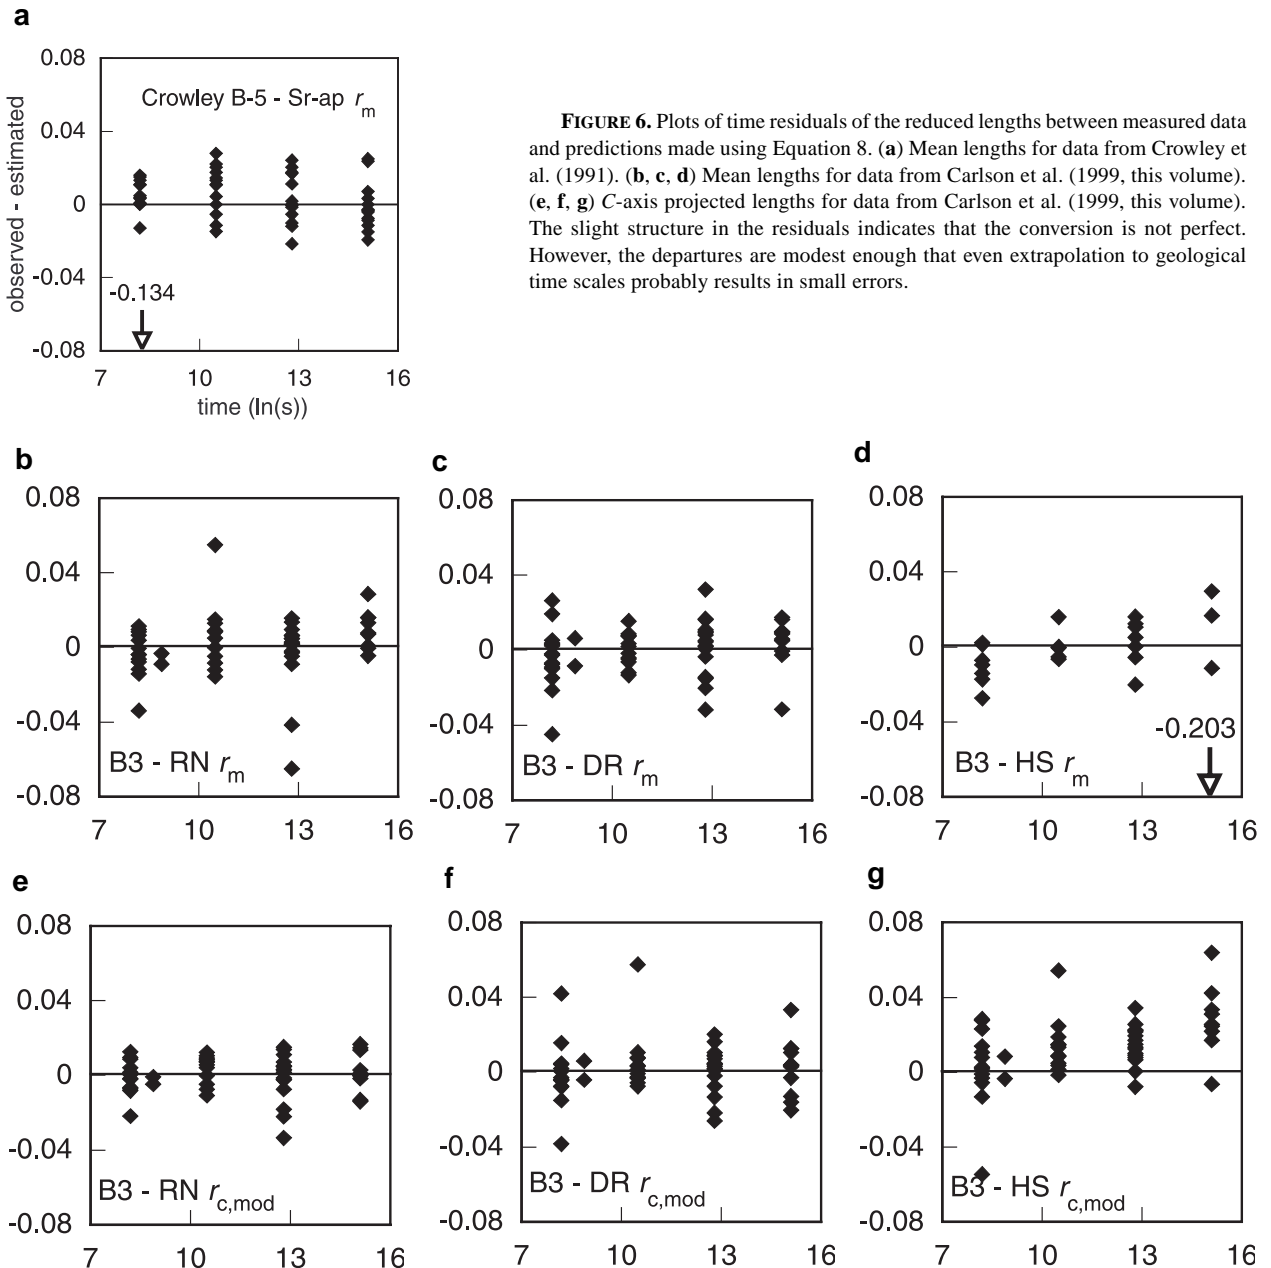 a
0.08
Crowley B-5 - Sr-ap rm
0.04
0
-0.04
-0.134
-0.08
7 10 13 16
time (ln(s))
observed - estimated
FIGURE 6. Plots of time residuals of the reduced lengths between measured data
and predictions made using Equation 8. (a) Mean lengths for data from Crowley et
al. (1991). (b, c, d) Mean lengths for data from Carlson et al. (1999, this volume).
(e, f, g) C-axis projected lengths for data from Carlson et al. (1999, this volume).
The slight structure in the residuals indicates that the conversion is not perfect.
However, the departures are modest enough that even extrapolation to geological
time scales probably results in small errors.
b
0.08
0.04
0
-0.04
B3 - RN rm
-0.08
7 10 13 16
c
0.08
0.04
0
-0.04
B3 - DR rm
-0.08
7 10 13 16
d
0.08
0.04
0
-0.04
-0.203
B3 - HS rm
-0.08
7 10 13 16
e
0.08
0.04
0
-0.04
B3 - RN rc,mod
-0.08
7 10 13 16
f
0.08
0.04
0
-0.04
B3 - DR rc,mod
-0.08
7 10 13 16
g
0.08
0.04
0
-0.04
B3 - HS rc,mod
-0.08
7 10 13 16